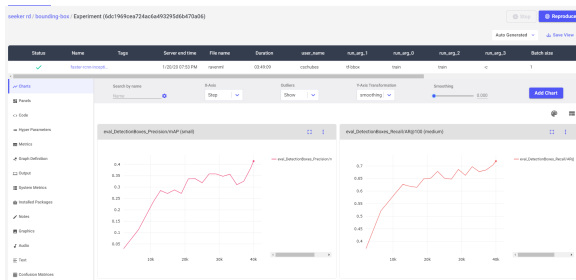 seeker rd / bounding-box / Experiment (6dc1969cea724ac6a493295d6b470a06)
Stop
Reproduce
Auto Generated
Save View
Status Name Tags Server end time File name Duration user_name run_arg_1 run_arg_0 run_arg_2 run_arg_3 Batch size
1/20/20 07:53 PM 03:49:09 cschubes tf-bbox train train -c 1
Charts
Panels
Code
Hyper Parameters
Metrics
Graph Definition
Output
System Metrics
Installed Packages
Notes
Graphics
Audio
Text
Confusion Matrices
Search by name
Name
X-Axis
Step
Outliers
Show
Y-Axis Transformation
smoothing
Smoothing
0.000
Add Chart
eval_DetectionBoxes_Precision/mAP (small)
eval_DetectionBoxes_Precision/m
0.4
0.35
0.3
0.25
0.2
0.15
0.1
0.05
10k 20k 30k 40k
eval_DetectionBoxes_Recall/AR@100 (medium)
eval_DetectionBoxes_Recall/AR@
0.7
0.65
0.6
0.55
0.5
0.45
0.4
10k 20k 30k 40k